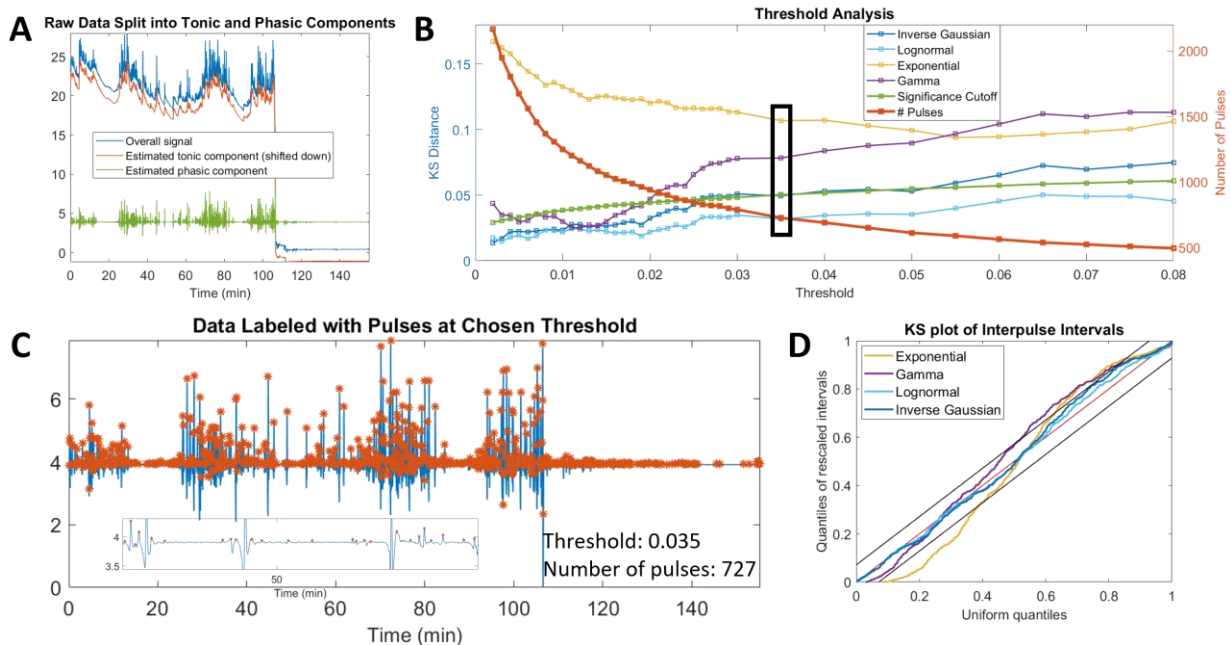 A
Raw Data Split into Tonic and Phasic Components
25
20
15
10
5
0
Overall signal
Estimated tonic component (shifted down)
Estimated phasic component
0 20 40 60 80 100 120 140
Time (min)
B
Threshold Analysis
KS Distance
0.15
0.1
0.05
0
Inverse Gaussian
Lognormal
Exponential
Gamma
Significance Cutoff
# Pulses
2000
1500
1000
500
Number of Pulses
0 0.01 0.02 0.03 0.04 0.05 0.06 0.07 0.08
Threshold
C
Data Labeled with Pulses at Chosen Threshold
6
4
2
0
4
3.5
50
Time (min)
Threshold: 0.035
Number of pulses: 727
0 20 40 60 80 100 120 140
Time (min)
D
KS plot of Interpulse Intervals
Quantiles of rescaled intervals
1
0.8
0.6
0.4
0.2
0
Exponential
Gamma
Lognormal
Inverse Gaussian
0 0.2 0.4 0.6 0.8 1
Uniform quantiles